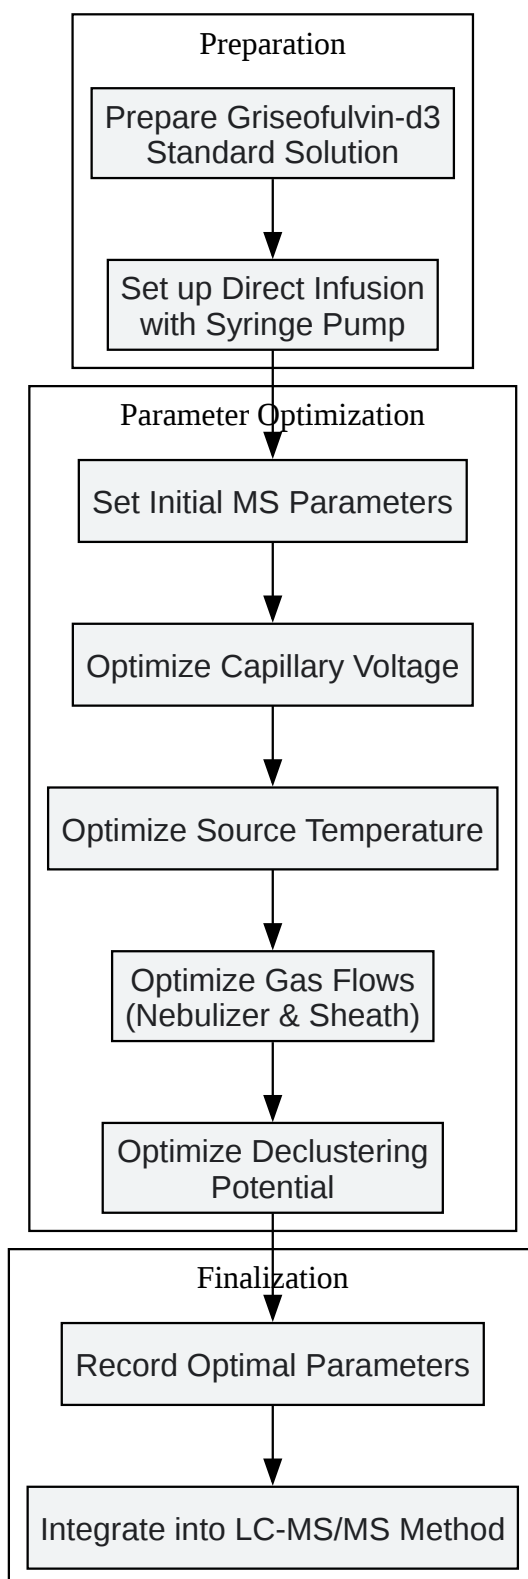 Preparation
Prepare Griseofulvin-d3
Standard Solution
Set up Direct Infusion
with Syringe Pump
Parameter Optimization
Set Initial MS Parameters
Optimize Capillary Voltage
Optimize Source Temperature
Optimize Gas Flows
(Nebulizer & Sheath)
Optimize Declustering
Potential
Finalization
Record Optimal Parameters
Integrate into LC-MS/MS Method